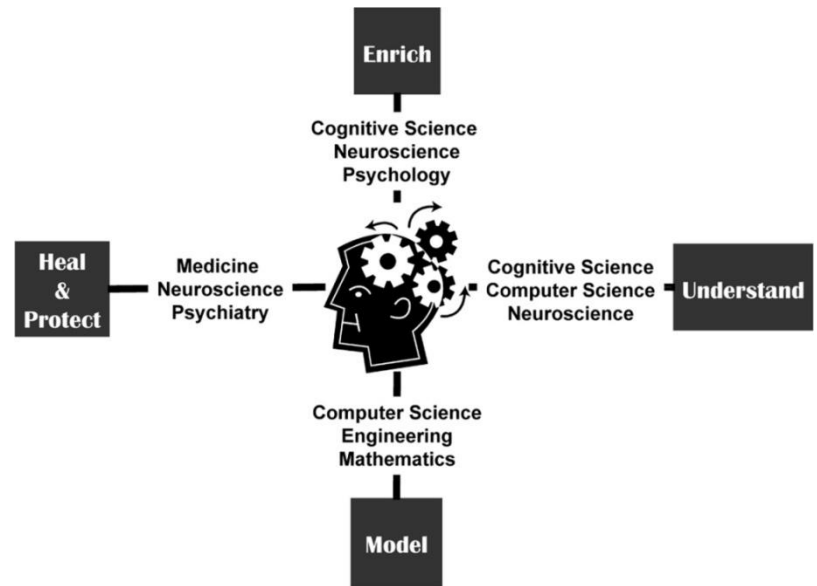 Enrich
Cognitive Science
Neuroscience
Psychology
Heal
&
Protect
Medicine
Neuroscience
Psychiatry
Cognitive Science
Computer Science
Neuroscience
Understand
Computer Science
Engineering
Mathematics
Model